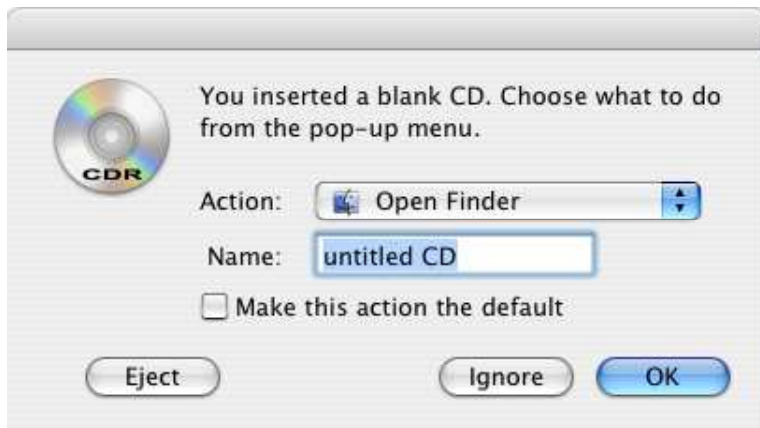 You inserted a blank CD. Choose what to do
from the pop-up menu.
CDR
Action: Open Finder
Name: untitled CD
Make this action the default
Eject Ignore OK